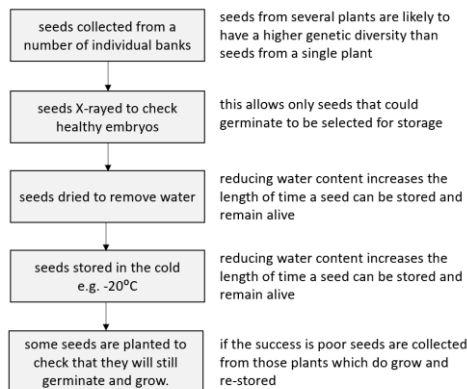 seeds collected from a
number of individual banks
seeds from several plants are likely to
have a higher genetic diversity than
seeds from a single plant
seeds X-rayed to check
healthy embryos
this allows only seeds that could
germinate to be selected for storage
seeds dried to remove water
reducing water content increases the
length of time a seed can be stored and
remain alive
seeds stored in the cold
e.g. -20°C
reducing water content increases the
length of time a seed can be stored and
remain alive
some seeds are planted to
check that they will still
germinate and grow.
if the success is poor seeds are collected
from those plants which do grow and
re-stored